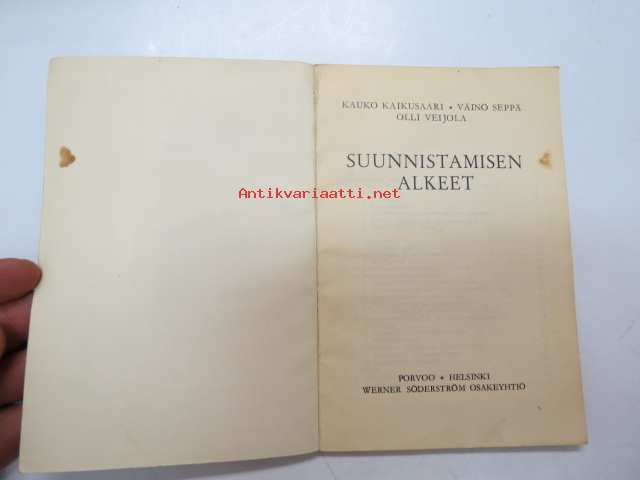 KAUKO KAIKUSAARI • VÄINÖ SEPPÄ
OLLI VEIJOLA
SUUNNISTAMISEN
ALKEET
Antikvariaatti.net
PORVOO • HELSINKI
WERNER SÖDERSTRÖM OSAKEYHTIÖ